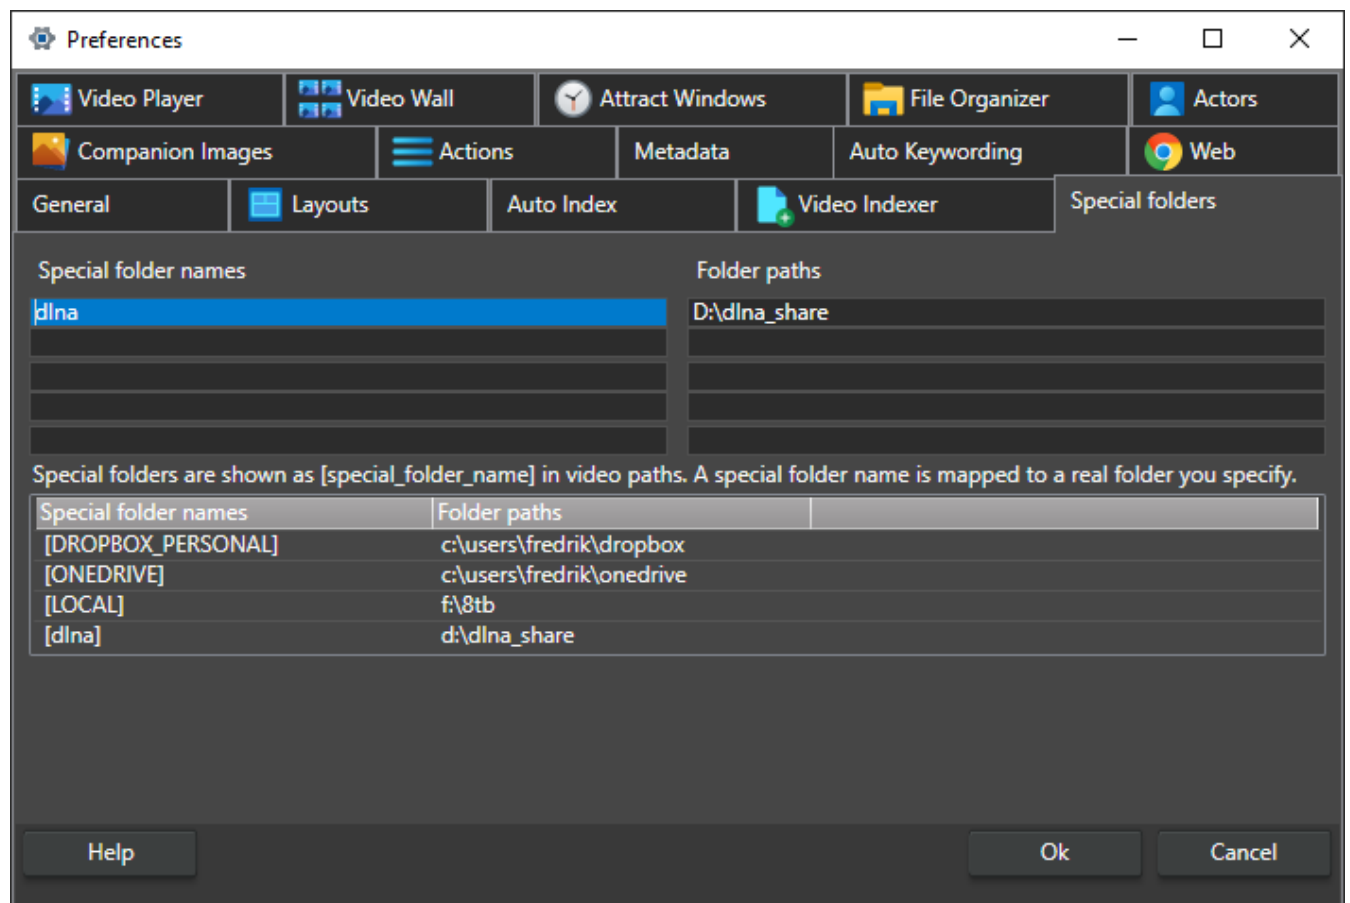 Preferences
Video Player Video Wall Attract Windows File Organizer Actors
Companion Images Actions Metadata Auto Keywording Web
General Layouts Auto Index Video Indexer Special folders
Special folder names Folder paths
dlna D:\dlna_share
Special folders are shown as [special_folder_name] in video paths. A special folder name is mapped to a real folder you specify.
Special folder names Folder paths
[DROPBOX_PERSONAL] c:\users\fredrik\dropbox
[ONEDRIVE] c:\users\fredrik\onedrive
[LOCAL] f:\8tb
[dlna] d:\dlna_share
Help Ok Cancel